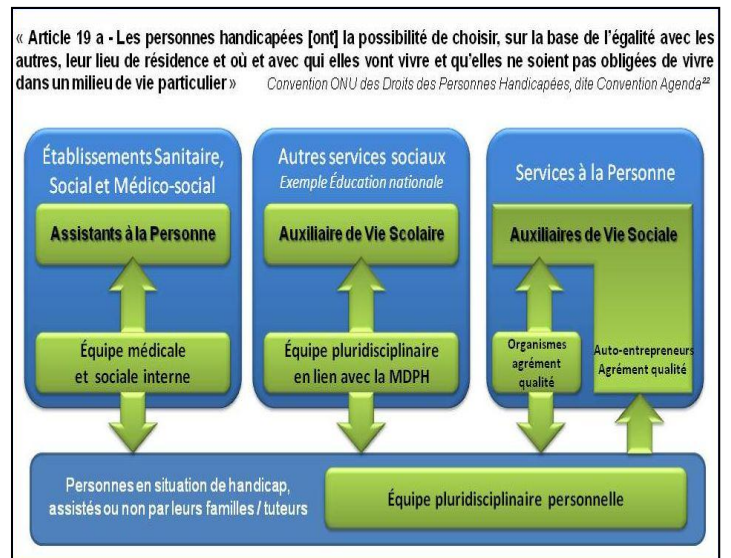 « Article 19 a - Les personnes handicapées [ont] la possibilité de choisir, sur la base de l'égalité avec les
autres, leur lieu de résidence et où et avec qui elles vont vivre et qu'elles ne soient pas obligées de vivre
dans un milieu de vie particulier » Convention ONU des Droits des Personnes Handicapées, dite Convention Agenda²²
Établissements Sanitaire,
Social et Médico-social
Assistants à la Personne
Équipe médicale
et sociale interne
Autres services sociaux
Exemple Éducation nationale
Auxiliaire de Vie Scolaire
Équipe pluridisciplinaire
en lien avec la MDPH
Services à la Personne
Auxiliaires de Vie Sociale
Organismes
agrément
qualité
Auto-entrepreneurs
Agrément qualité
Personnes en situation de handicap,
assistés ou non par leurs familles / tuteurs
Équipe pluridisciplinaire personnelle